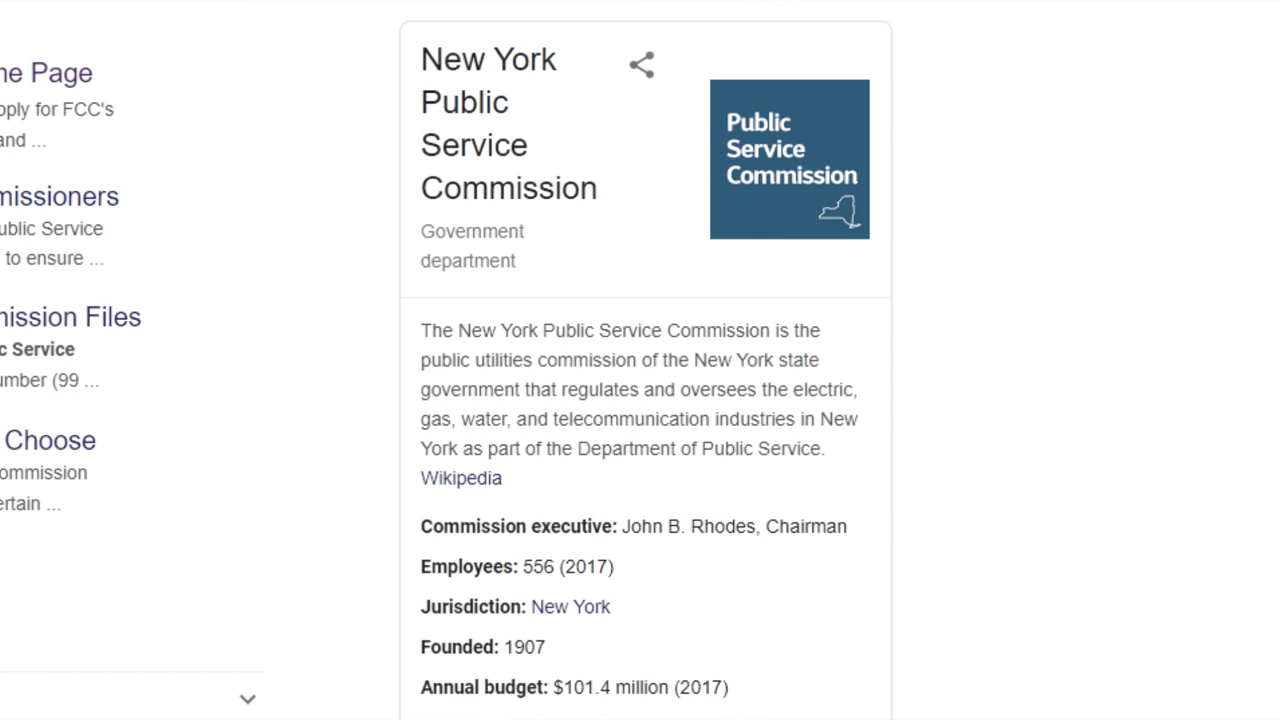 me Page
pply for FCC's
and ...
missioners
ublic Service
to ensure ...
mission Files
c Service
umber (99 ...
Choose
ommission
ertain ...
New York
Public
Service
Commission
Government
department
Public
Service
Commission
The New York Public Service Commission is the
public utilities commission of the New York state
government that regulates and oversees the electric,
gas, water, and telecommunication industries in New
York as part of the Department of Public Service.
Wikipedia
Commission executive: John B. Rhodes, Chairman
Employees: 556 (2017)
Jurisdiction: New York
Founded: 1907
Annual budget: $101.4 million (2017)